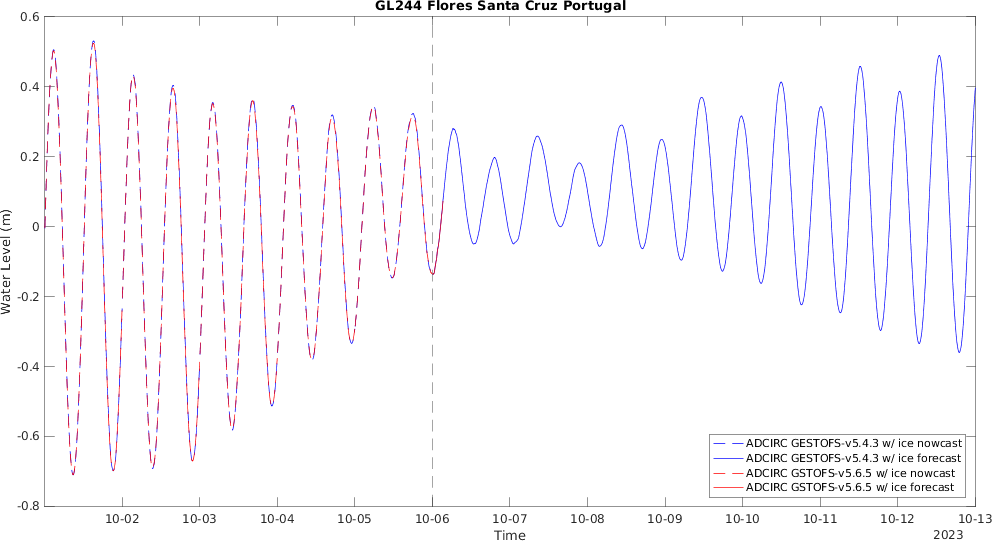 GL244 Flores Santa Cruz Portugal
0.6
0.4
0.2
0
-0.2
-0.4
-0.6
-0.8
Water Level (m)
ADCIRC GESTOFS-v5.4.3 w/ ice nowcast
ADCIRC GESTOFS-v5.4.3 w/ ice forecast
ADCIRC GSTOFS-v5.6.5 w/ ice nowcast
ADCIRC GSTOFS-v5.6.5 w/ ice forecast
10-02 10-03 10-04 10-05 10-06 10-07 10-08 10-09 10-10 10-11 10-12 10-13
Time
2023